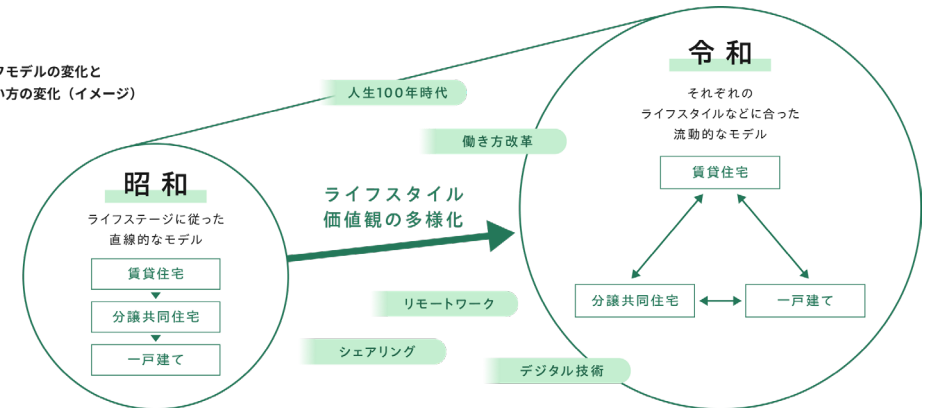 フモデルの変化と
い方の変化（イメージ）
人生100年時代
働き方改革
昭和
ライフステージに従った
直線的なモデル
賃貸住宅
分譲共同住宅
一戸建て
ライフスタイル
価値観の多様化
リモートワーク
シェアリング
デジタル技術
令和
それぞれの
ライフスタイルなどに合った
流動的なモデル
賃貸住宅
分譲共同住宅
一戸建て